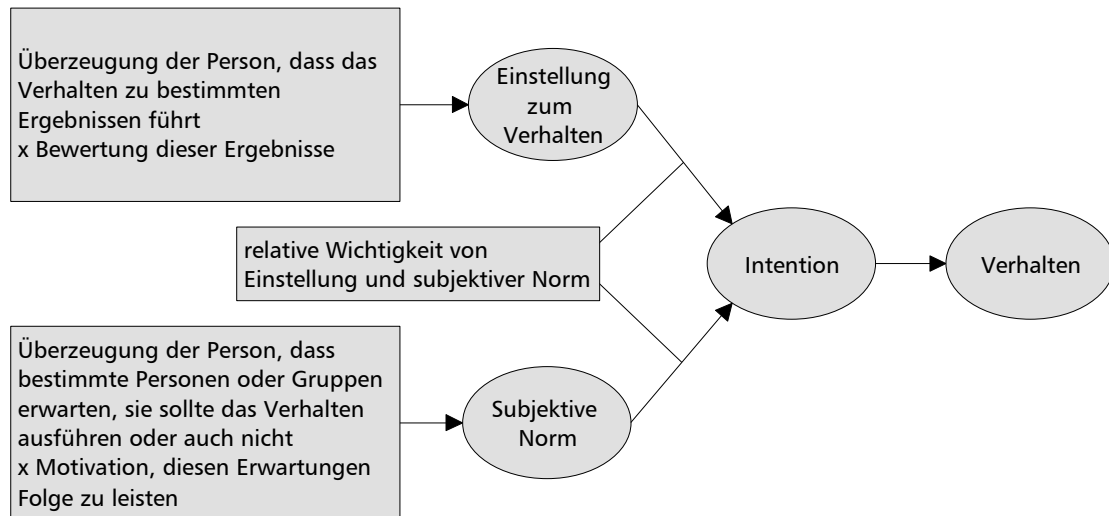 Überzeugung der Person, dass das
Verhalten zu bestimmten
Ergebnissen führt
x Bewertung dieser Ergebnisse
Einstellung
zum
Verhalten
relative Wichtigkeit von
Einstellung und subjektiver Norm
Intention
Verhalten
Überzeugung der Person, dass
bestimmte Personen oder Gruppen
erwarten, sie sollte das Verhalten
ausführen oder auch nicht
x Motivation, diesen Erwartungen
Folge zu leisten
Subjektive
Norm